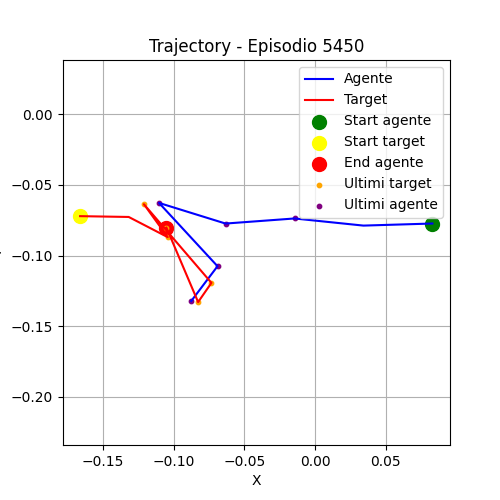 Trajectory - Episodio 5450
Agente
Target
Start agente
Start target
End agente
Ultimi target
Ultimi agente
0.00
−0.05
−0.10
−0.15
−0.20
−0.15
−0.10
−0.05
0.00
0.05
X